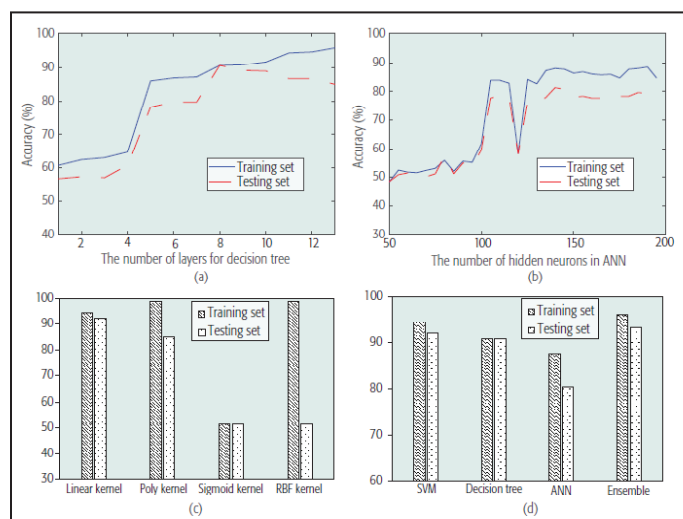 100
90
80
70
60
50
40
Accuracy (%)
Training set
Testing set
2 4 6 8 10 12
The number of layers for decision tree
(a)
100
90
80
70
60
50
40
30
Accuracy (%)
Training set
Testing set
50 100 150 200
The number of hidden neurons in ANN
(b)
100
90
80
70
60
50
40
30
Training set
Testing set
Linear kernel Poly kernel Sigmoid kernel RBF kernel
(c)
100
90
80
70
60
Training set
Testing set
SVM Decision tree ANN Ensemble
(d)